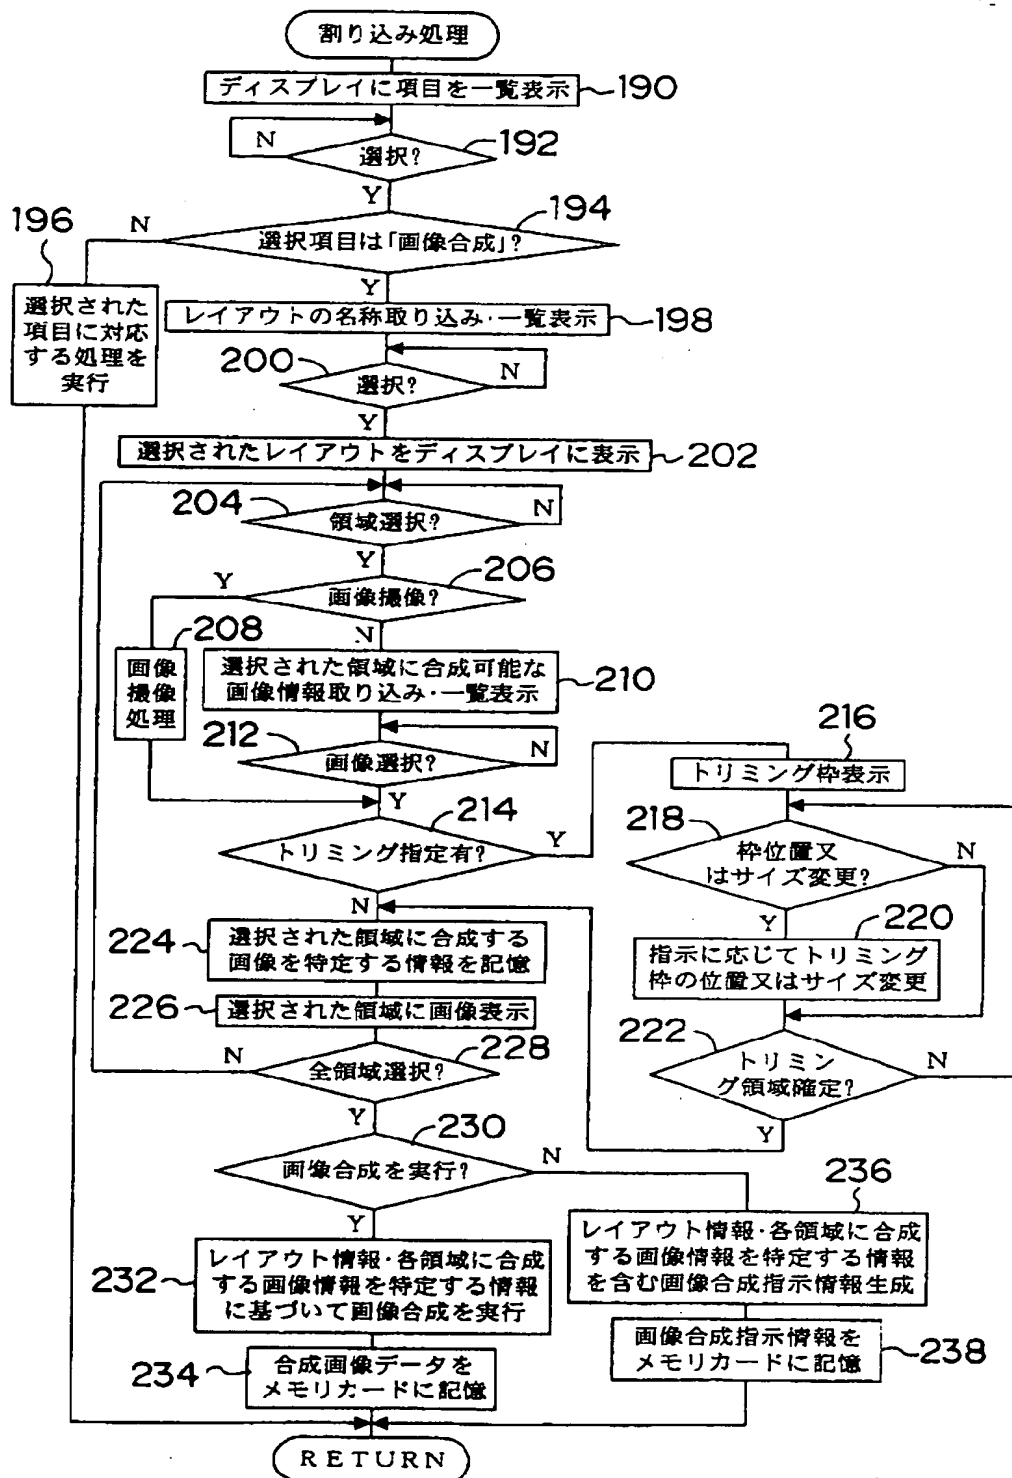 割り込み処理
ディスプレイに項目を一覧表示
190
N
選択?
192
Y
196
N
選択項目は「画像合成」?
194
Y
選択された
項目に対応
する処理を
実行
レイアウトの名称取り込み・一覧表示
198
200
選択?
N
Y
選択されたレイアウトをディスプレイに表示
202
204
領域選択?
N
Y
206
Y
画像撮像?
N
208
画像
撮像
処理
選択された領域に合成可能な
画像情報取り込み・一覧表示
210
212
画像選択?
N
Y
214
トリミング指定有?
Y
N
216
トリミング枠表示
218
枠位置又
はサイズ変更?
N
Y
220
指示に応じてトリミング
枠の位置又はサイズ変更
222
トリミン
グ領域確定?
N
Y
224
選択された領域に合成する
画像を特定する情報を記憶
226
選択された領域に画像表示
228
N
全領域選択?
Y
230
画像合成を実行?
N
Y
232
レイアウト情報・各領域に合成
する画像情報を特定する情報
に基づいて画像合成を実行
234
合成画像データを
メモリカードに記憶
236
レイアウト情報・各領域に合成
する画像情報を特定する情報
を含む画像合成指示情報生成
画像合成指示情報を
メモリカードに記憶
238
RETURN